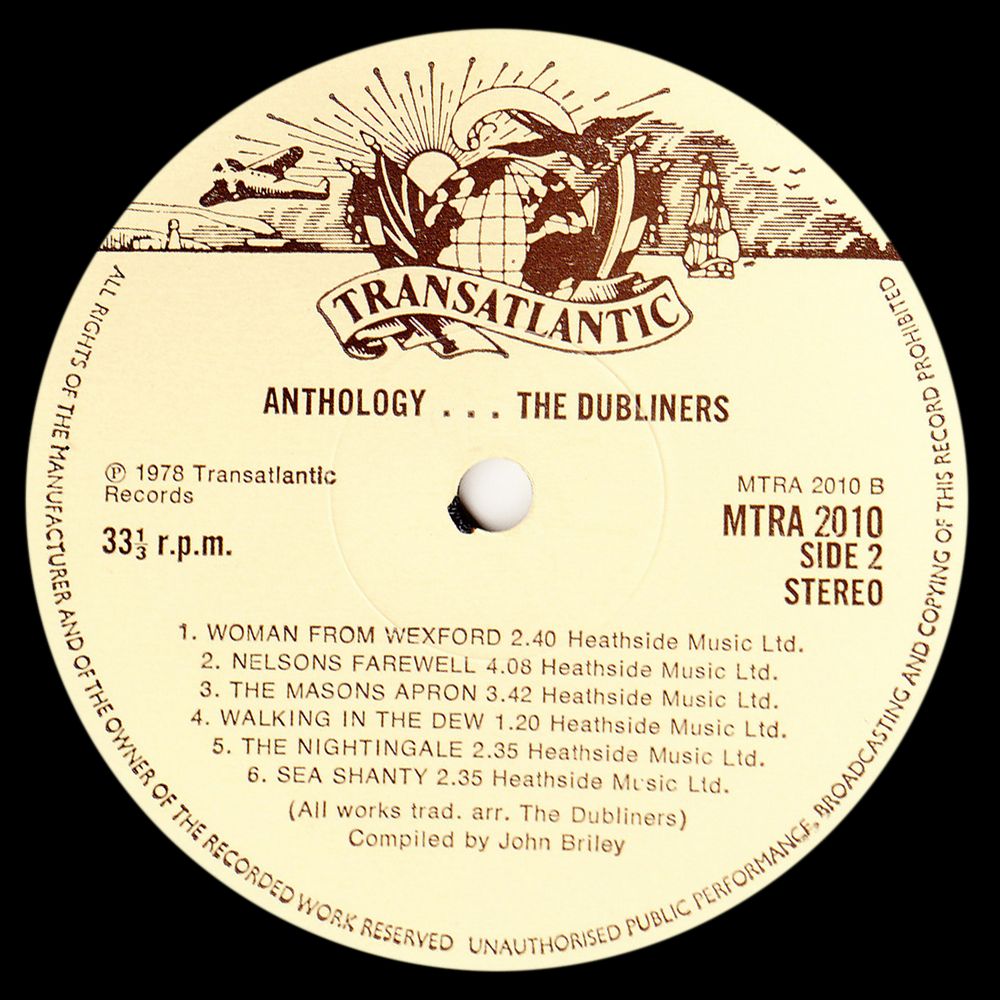 TRANSATLANTIC
ANTHOLOGY . . . THE DUBLINERS
℗ 1978 Transatlantic
Records
33⅓ r.p.m.
MTRA 2010 B
MTRA 2010
SIDE 2
STEREO
1. WOMAN FROM WEXFORD 2.40 Heathside Music Ltd.
2. NELSONS FAREWELL 4.08 Heathside Music Ltd.
3. THE MASONS APRON 3.42 Heathside Music Ltd.
4. WALKING IN THE DEW 1.20 Heathside Music Ltd.
5. THE NIGHTINGALE 2.35 Heathside Music Ltd.
6. SEA SHANTY 2.35 Heathside Music Ltd.
(All works trad. arr. The Dubliners)
Compiled by John Briley
ALL RIGHTS OF THE MANUFACTURER AND OF THE OWNER OF THE RECORDED WORK RESERVED UNAUTHORISED PUBLIC PERFORMANCE, BROADCASTING AND COPYING OF THIS RECORD PROHIBITED